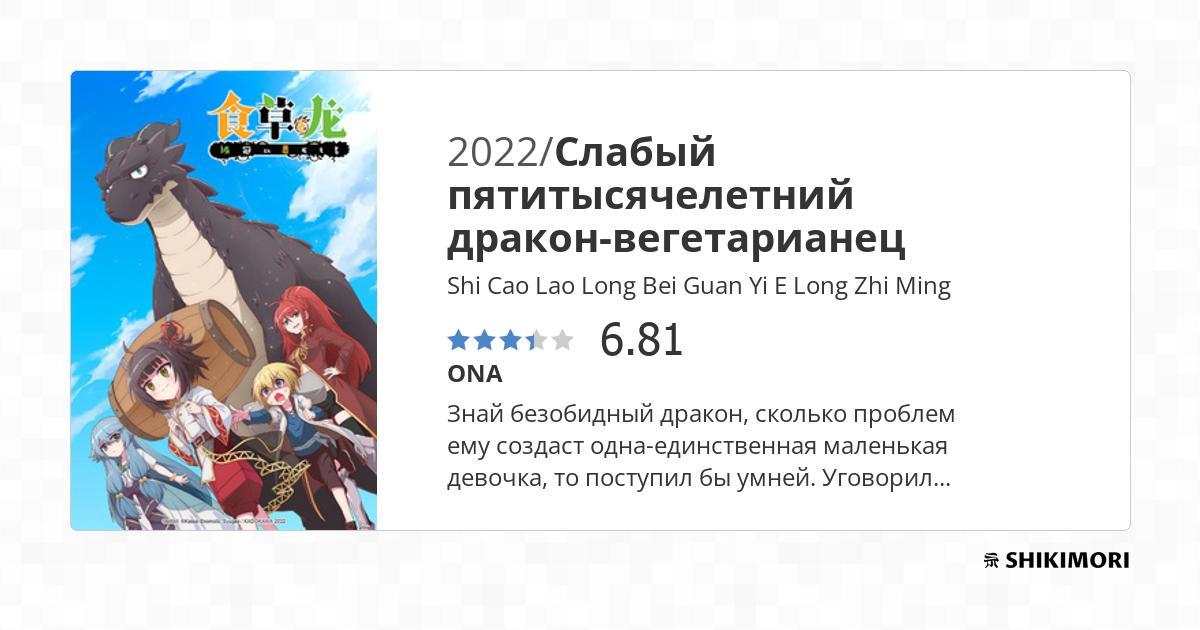 食草龙
2022/Слабый
пятитысячелетний
дракон-вегетарианец
Shi Cao Lao Long Bei Guan Yi E Long Zhi Ming
6.81
ONA
Знай безобидный дракон, сколько проблем
ему создаст одна-единственная маленькая
девочка, то поступил бы умней. Уговорил...
SHIKIMORI